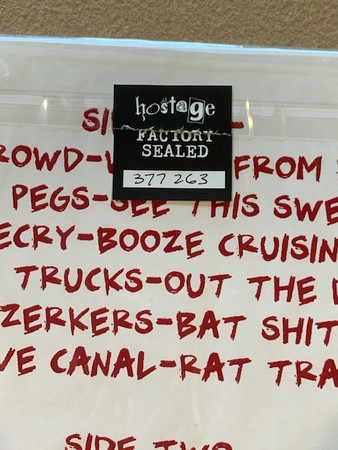 hostage
FACTORY
SEALED
377 263
SI
ROWD- FROM
PEGS-SEE THIS SWE
ECRY-BOOZE CRUISIN
TRUCKS-OUT THE
ZERKERS-BAT SHIT
VE CANAL-RAT TRA
SIDE TWO